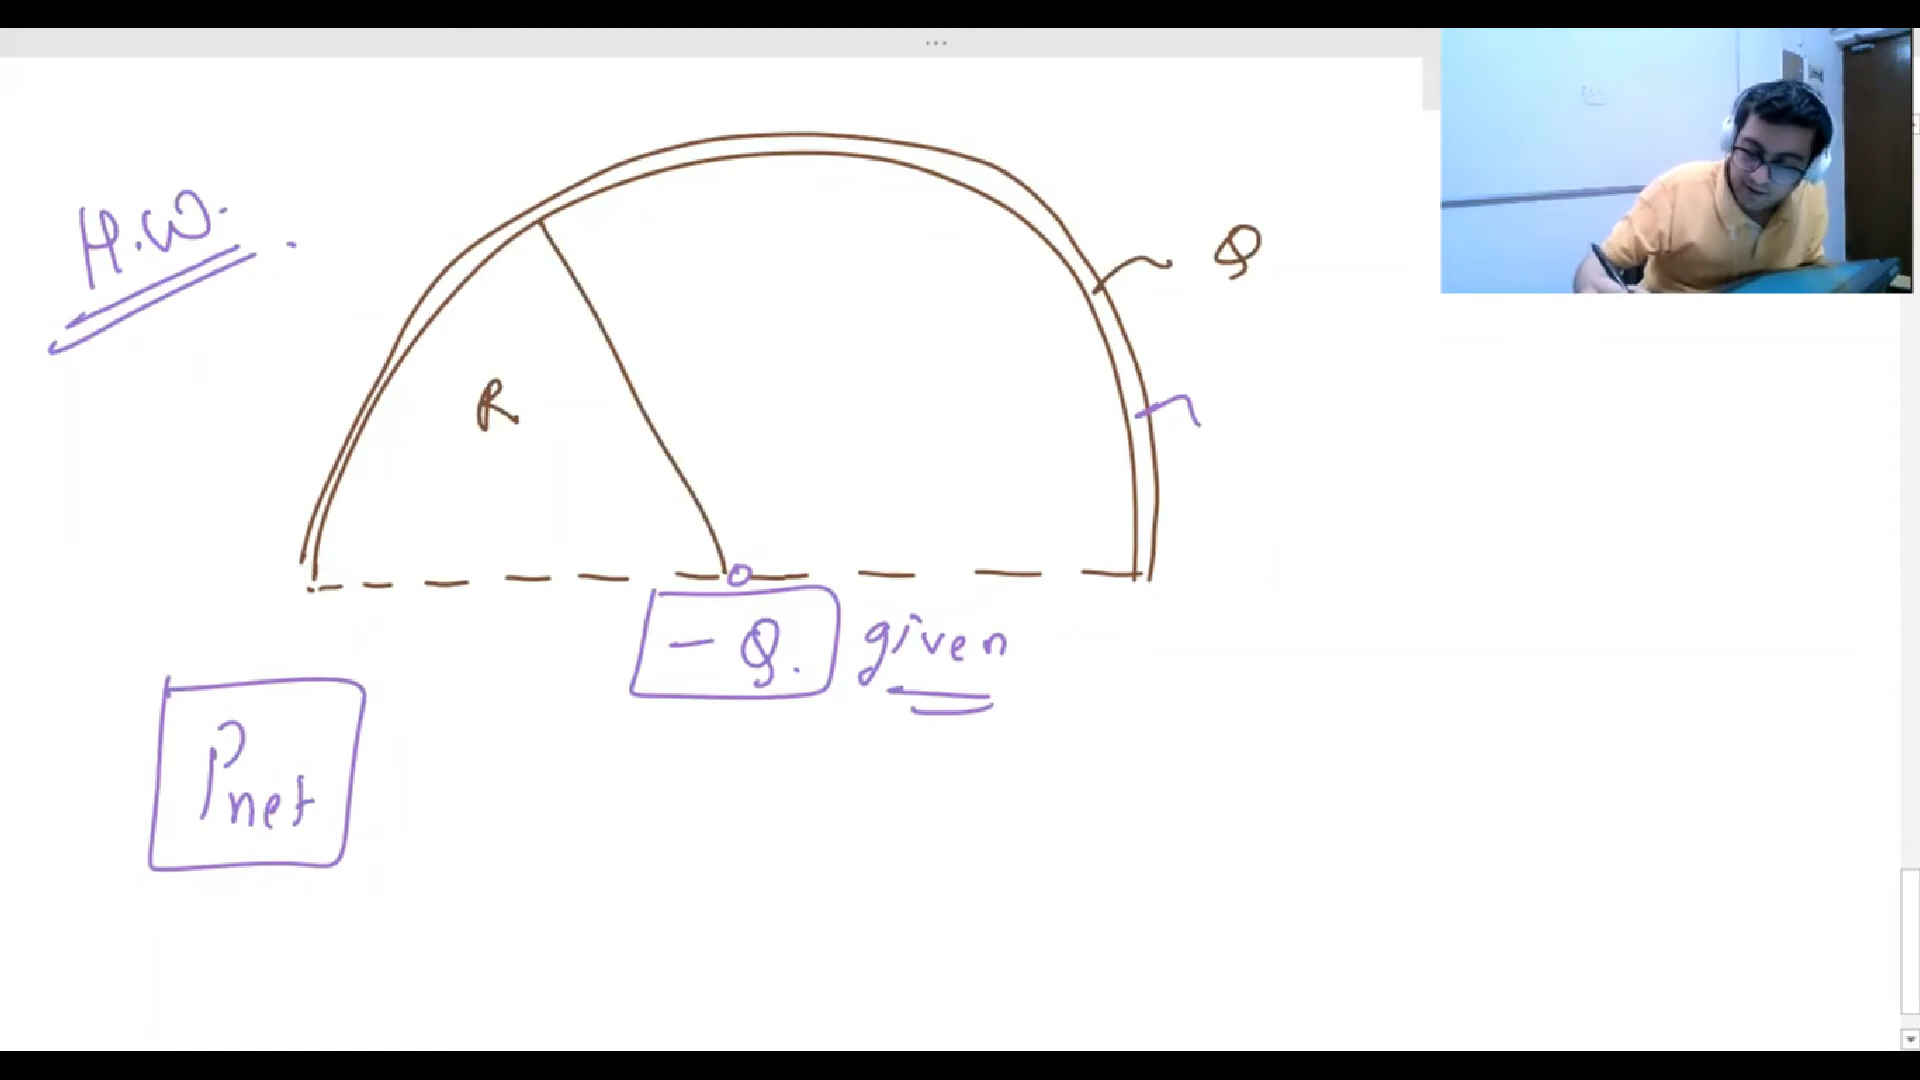 H.W.
Q
R
- Q. given
Pnet